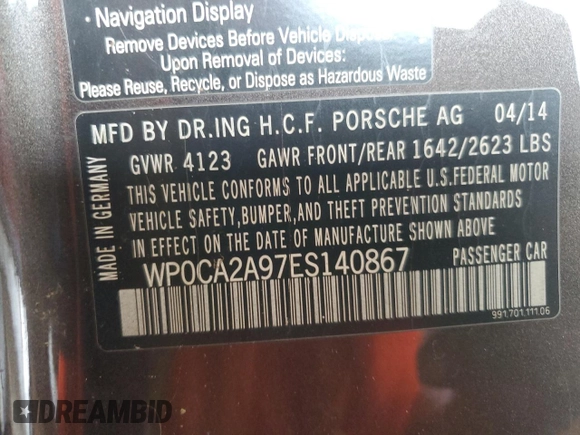 · Navigation Display
Remove Devices Before Vehicle Disposal
Upon Removal of Devices:
Please Reuse, Recycle, or Dispose as Hazardous Waste
MFD BY DR.ING H.C.F. PORSCHE AG 04/14
GVWR 4123 GAWR FRONT/REAR 1642/2623 LBS
THIS VEHICLE CONFORMS TO ALL APPLICABLE U.S.FEDERAL MOTOR
VEHICLE SAFETY,BUMPER,AND THEFT PREVENTION STANDARDS
IN EFFECT ON THE DATE OF MANUFACTURE SHOWN ABOVE
WP0CA2A97ES140867 PASSENGER CAR
MADE IN GERMANY
991.701.111.06
DREAMBID